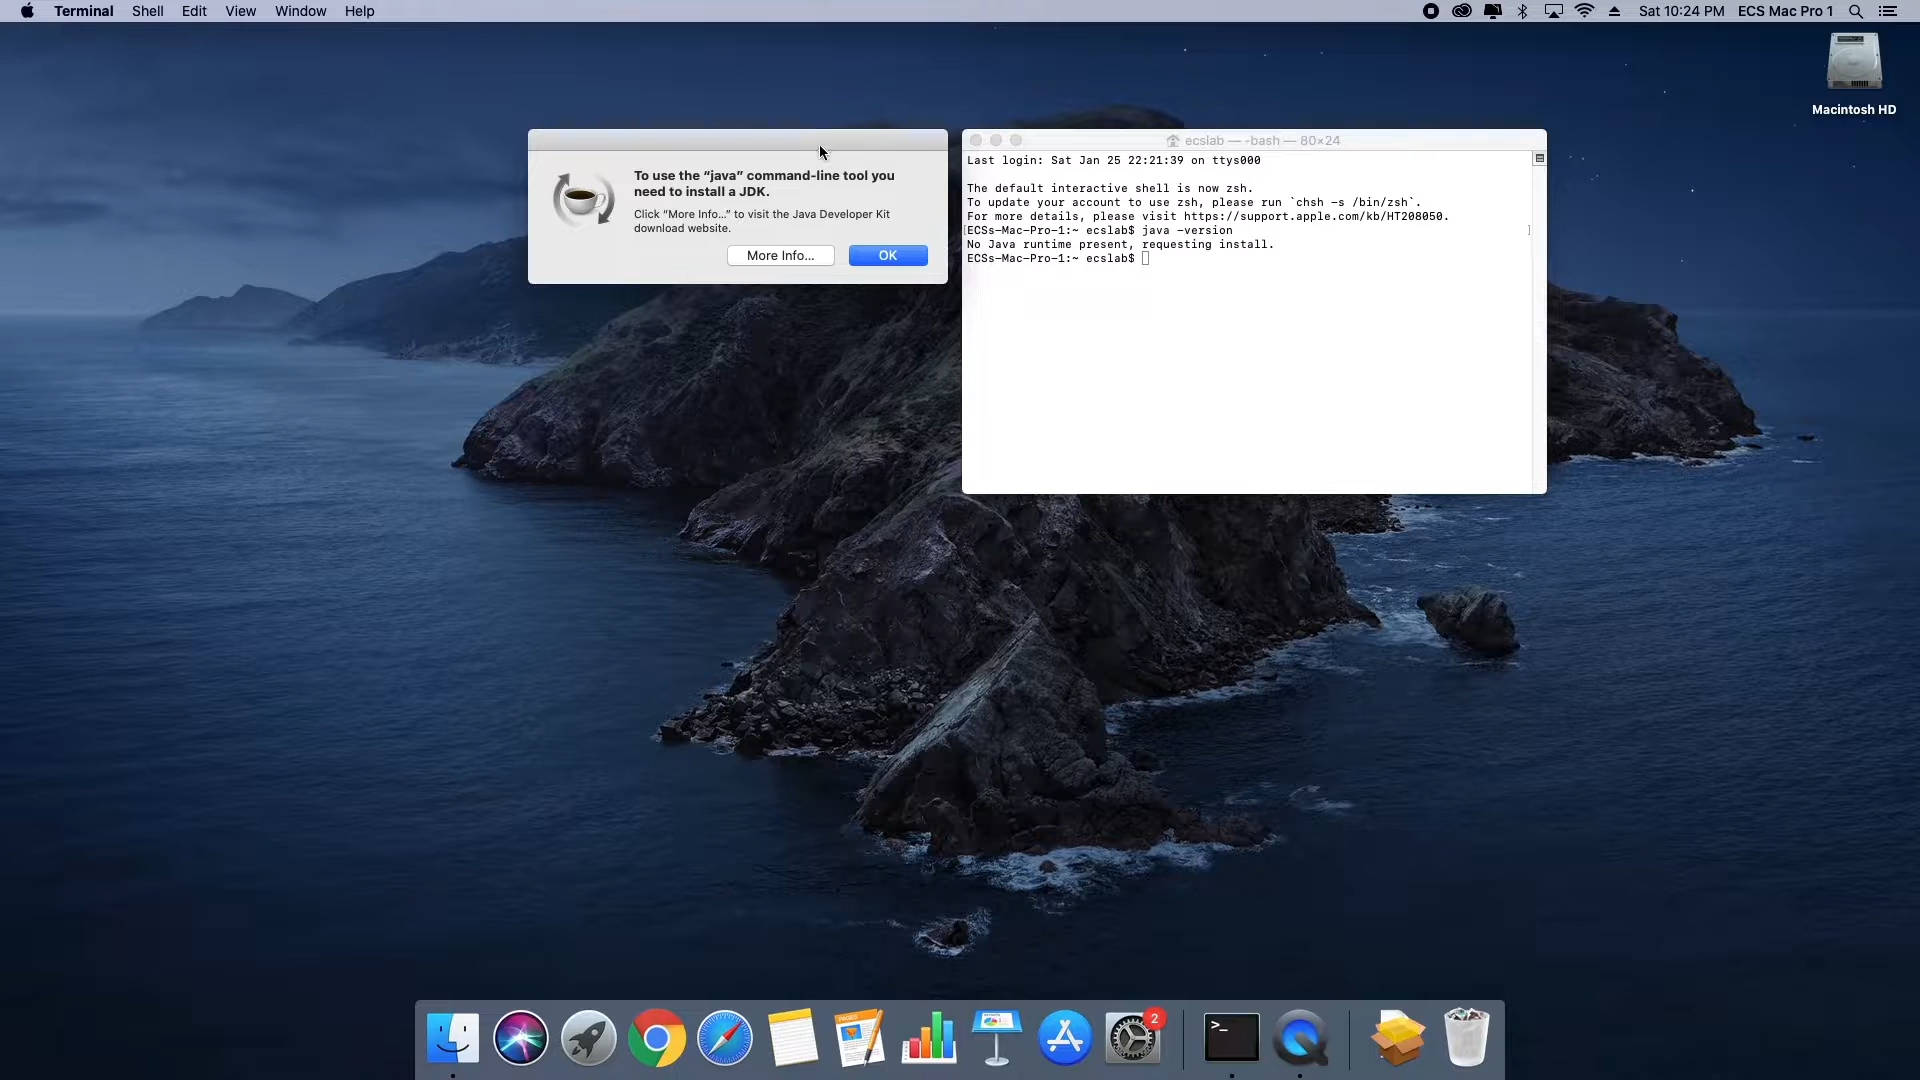 Terminal Shell Edit View Window Help
Sat 10:24 PM ECS Mac Pro 1
Macintosh HD
To use the “java” command-line tool you
need to install a JDK.
Click “More Info...” to visit the Java Developer Kit
download website.
More Info...
OK
ecslab — -bash — 80×24
Last login: Sat Jan 25 22:21:39 on ttys000
The default interactive shell is now zsh.
To update your account to use zsh, please run `chsh -s /bin/zsh`.
For more details, please visit https://support.apple.com/kb/HT208050.
[ECSs-Mac-Pro-1:~ ecslab$ java -version ]
No Java runtime present, requesting install.
ECSs-Mac-Pro-1:~ ecslab$
PAGES
2
>_